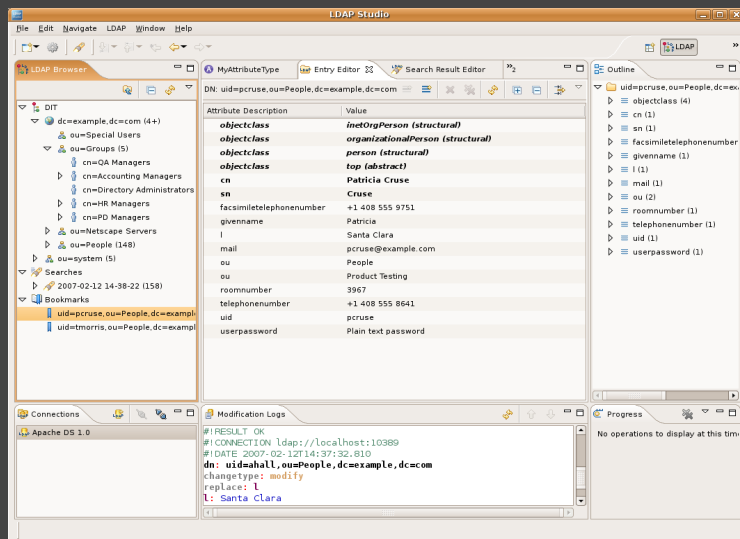 LDAP Studio
File Edit Navigate LDAP Window Help
LDAP
LDAP Browser
DIT
dc=example,dc=com (4+)
ou=Special Users
ou=Groups (5)
cn=QA Managers
cn=Accounting Managers
cn=Directory Administrators
cn=HR Managers
cn=PD Managers
ou=Netscape Servers
ou=People (148)
ou=system (5)
Searches
2007-02-12 14-38-22 (158)
Bookmarks
uid=pcruse,ou=People,dc=exampl
uid=tmorris,ou=People,dc=exampl
MyAttributeType Entry Editor Search Result Editor »2
DN: uid=pcruse,ou=People,dc=example,dc=com
Attribute Description Value
objectclass inetOrgPerson (structural)
objectclass organizationalPerson (structural)
objectclass person (structural)
objectclass top (abstract)
cn Patricia Cruse
sn Cruse
facsimiletelephonenumber +1 408 555 9751
givenname Patricia
l Santa Clara
mail pcruse@example.com
ou People
ou Product Testing
roomnumber 3967
telephonenumber +1 408 555 8641
uid pcruse
userpassword Plain text password
Outline
uid=pcruse,ou=People,dc=ex
objectclass (4)
cn (1)
sn (1)
facsimiletelephonenumber
givenname (1)
l (1)
mail (1)
ou (2)
roomnumber (1)
telephonenumber (1)
uid (1)
userpassword (1)
Connections
Apache DS 1.0
Modification Logs
#!RESULT OK
#!CONNECTION ldap://localhost:10389
#!DATE 2007-02-12T14:37:32.810
dn: uid=ahall,ou=People,dc=example,dc=com
changetype: modify
replace: l
l: Santa Clara
Progress
No operations to display at this time